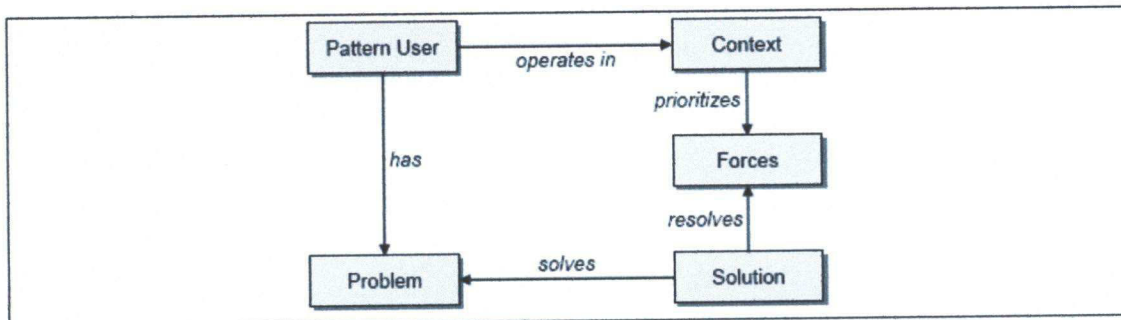 Pattern User
operates in
Context
prioritizes
has
Forces
resolves
Problem
solves
Solution